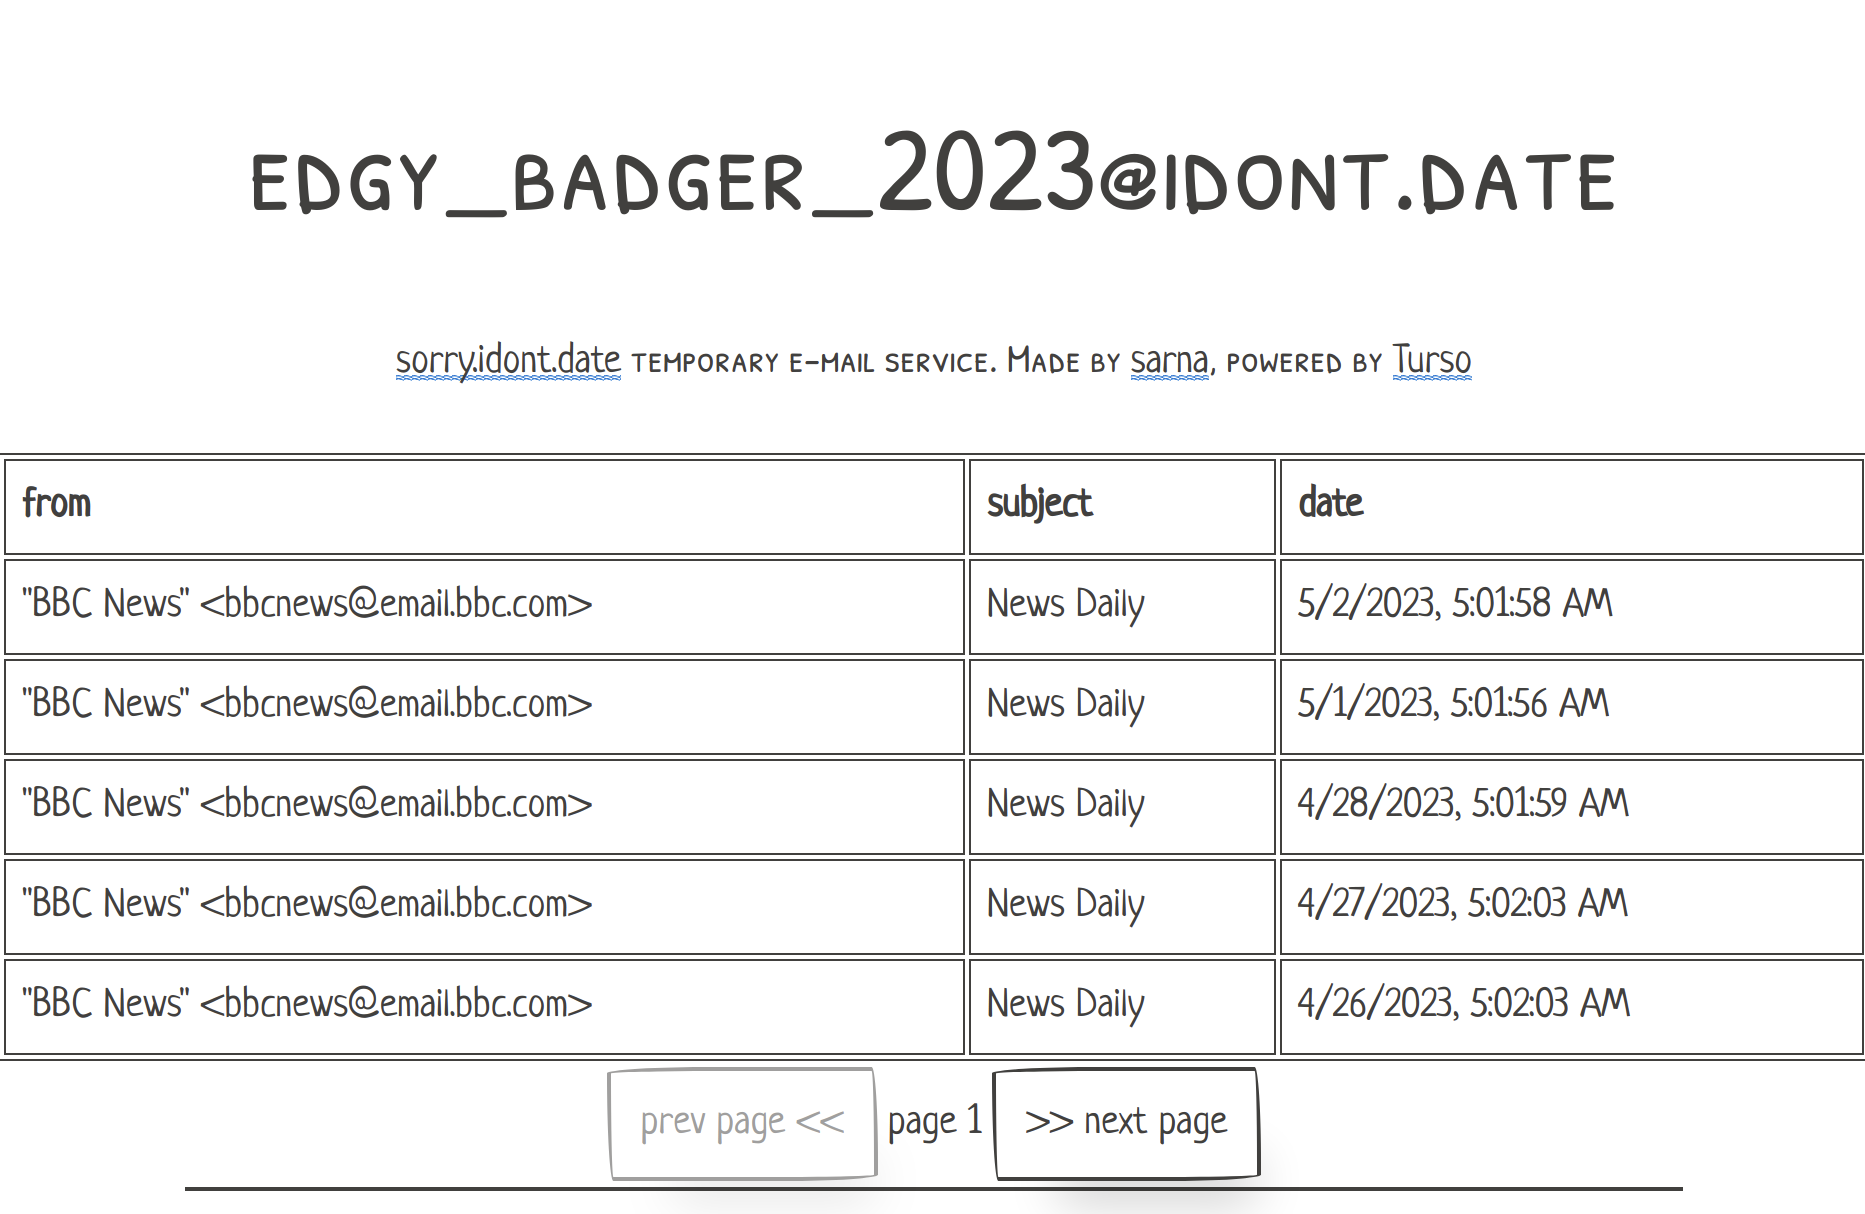 edgy_badger_2023@idont.date
sorry.idont.date temporary e-mail service. Made by sarna, powered by Turso
from subject date
"BBC News" <bbcnews@email.bbc.com> News Daily 5/2/2023, 5:01:58 AM
"BBC News" <bbcnews@email.bbc.com> News Daily 5/1/2023, 5:01:56 AM
"BBC News" <bbcnews@email.bbc.com> News Daily 4/28/2023, 5:01:59 AM
"BBC News" <bbcnews@email.bbc.com> News Daily 4/27/2023, 5:02:03 AM
"BBC News" <bbcnews@email.bbc.com> News Daily 4/26/2023, 5:02:03 AM
prev page << page 1 >> next page